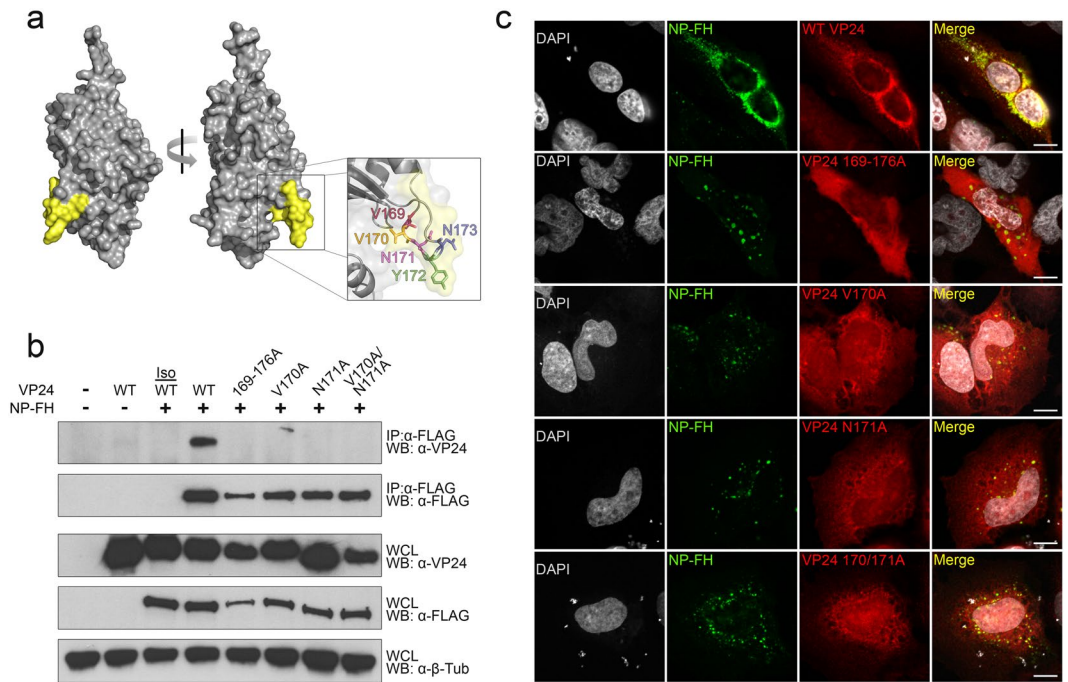 a
V169
V170
N171
Y172
N173
b
VP24 - WT Iso WT WT 169-176A V170A N171A V170A/N171A
NP-FH - - + + + + + +
IP:α-FLAG
WB: α-VP24
IP:α-FLAG
WB: α-FLAG
WCL
WB: α-VP24
WCL
WB: α-FLAG
WCL
WB: α-β-Tub
c
DAPI NP-FH WT VP24 Merge
DAPI NP-FH VP24 169-176A Merge
DAPI NP-FH VP24 V170A Merge
DAPI NP-FH VP24 N171A Merge
DAPI NP-FH VP24 170/171A Merge